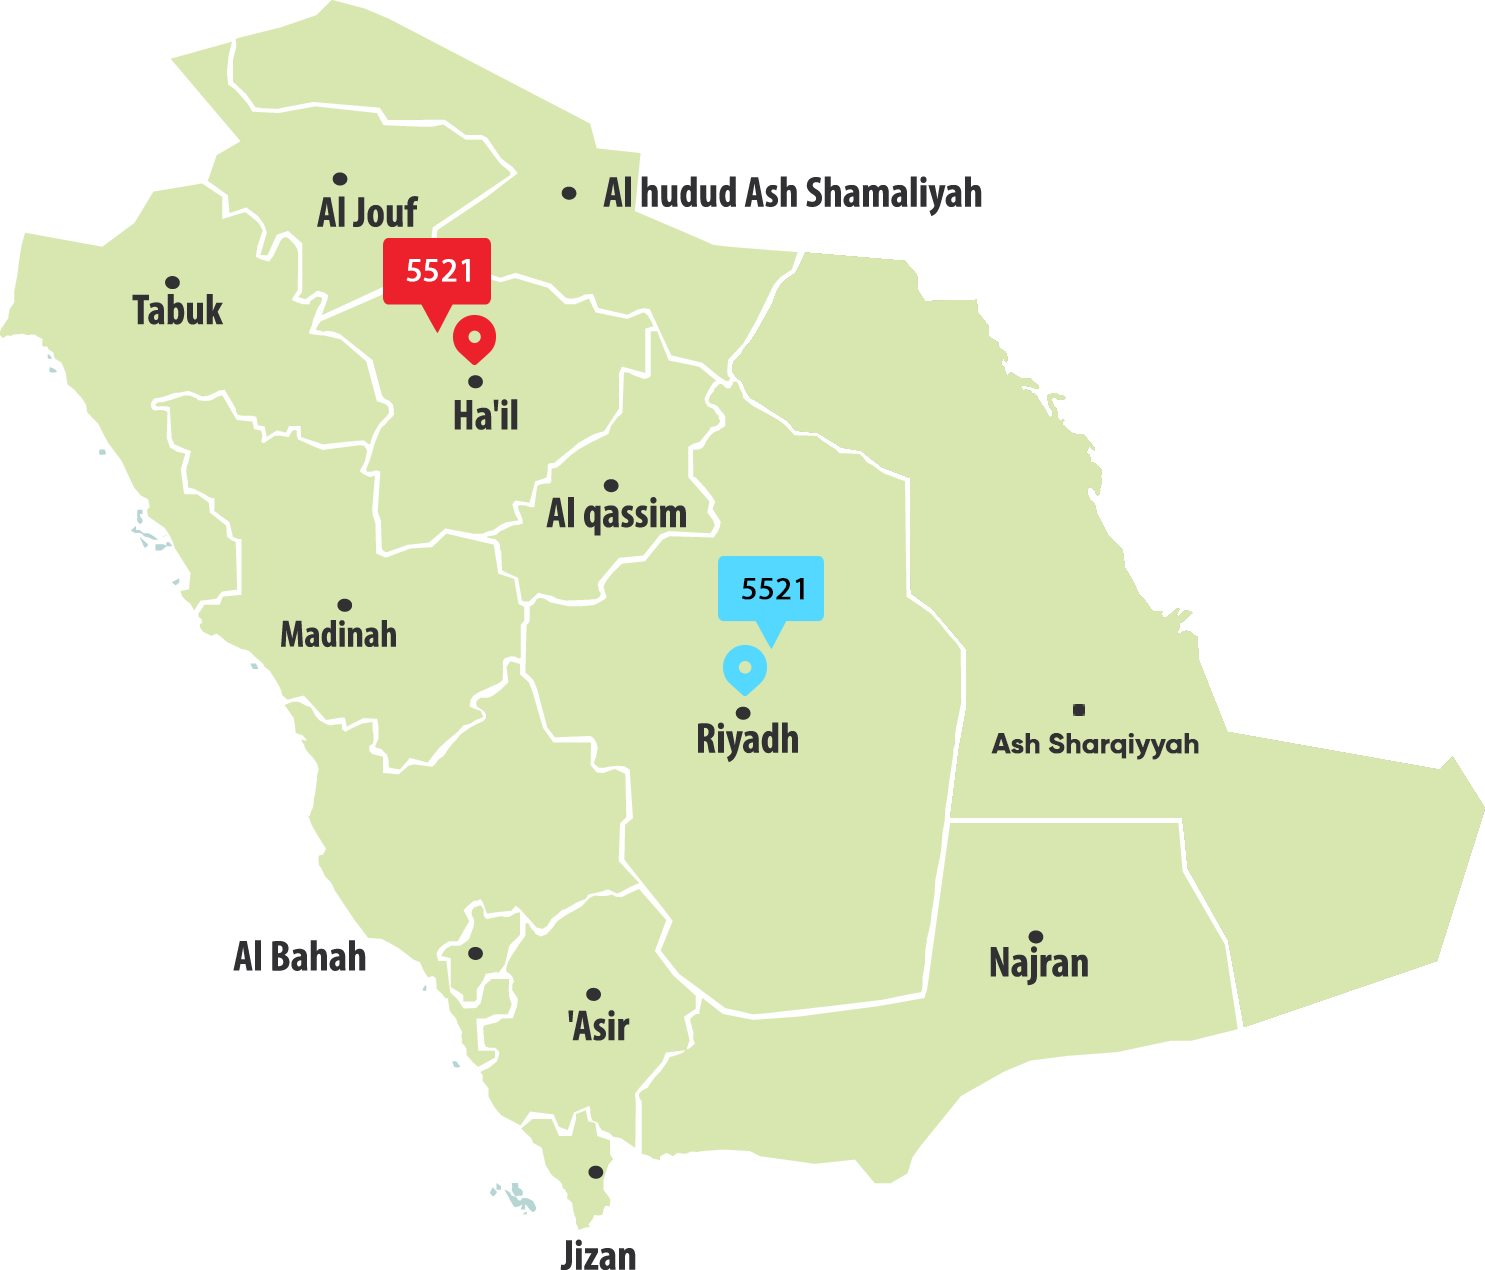 Al hudud Ash Shamaliyah
Al Jouf
5521
Tabuk
Ha'il
Al qassim
5521
Madinah
Riyadh
Ash Sharqiyyah
Al Bahah
Najran
'Asir
Jizan